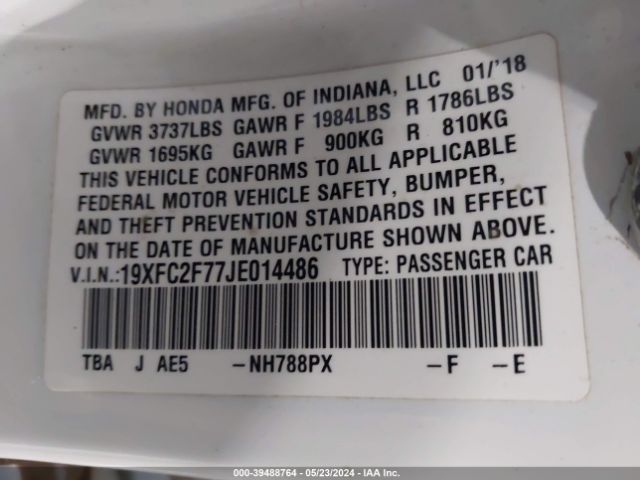 MFD. BY HONDA MFG. OF INDIANA, LLC 01/'18
GVWR 3737LBS GAWR F 1984LBS R 1786LBS
GVWR 1695KG GAWR F 900KG R 810KG
THIS VEHICLE CONFORMS TO ALL APPLICABLE
FEDERAL MOTOR VEHICLE SAFETY, BUMPER,
AND THEFT PREVENTION STANDARDS IN EFFECT
ON THE DATE OF MANUFACTURE SHOWN ABOVE.
V.I.N.:19XFC2F77JE014486 TYPE: PASSENGER CAR
TBA J AE5 –NH788PX –F –E
000-39488764 - 05/23/2024 - IAAI.COM